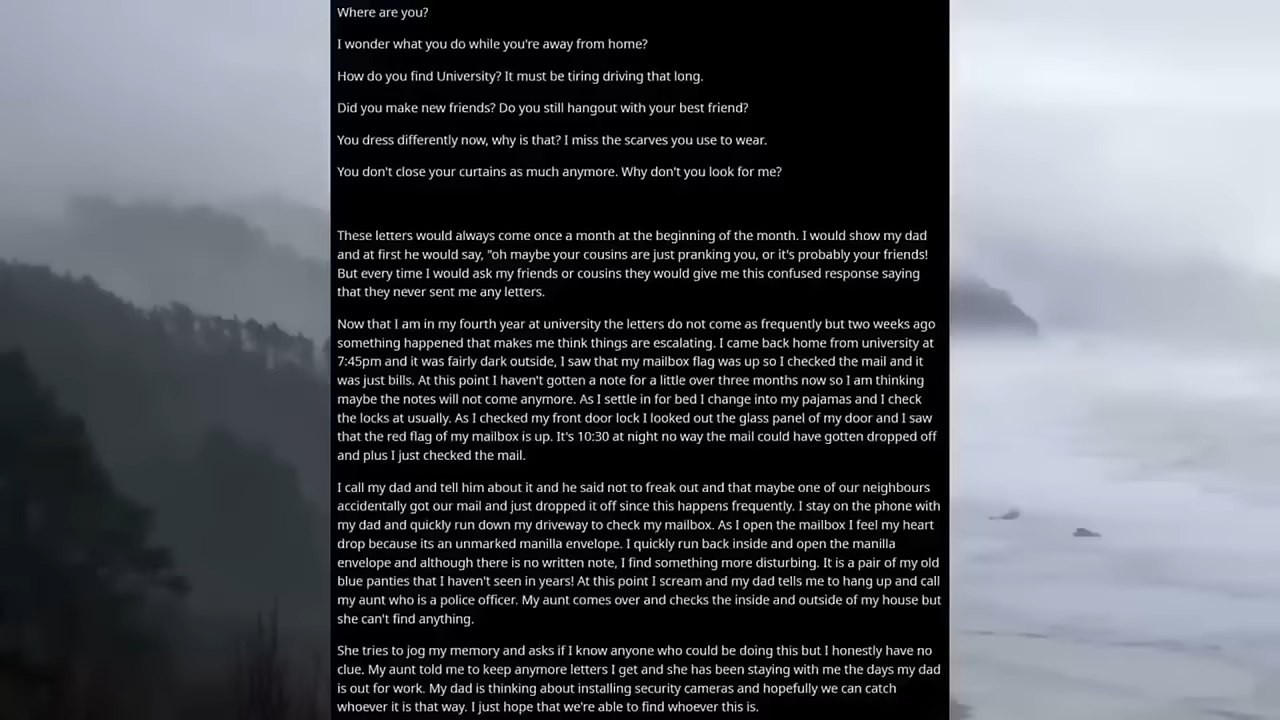 Where are you?
I wonder what you do while you're away from home?
How do you find University? It must be tiring driving that long.
Did you make new friends? Do you still hangout with your best friend?
You dress differently now, why is that? I miss the scarves you use to wear.
You don't close your curtains as much anymore. Why don't you look for me?
These letters would always come once a month at the beginning of the month. I would show my dad
and at first he would say, "oh maybe your cousins are just pranking you, or it's probably your friends!
But every time I would ask my friends or cousins they would give me this confused response saying
that they never sent me any letters.
Now that I am in my fourth year at university the letters do not come as frequently but two weeks ago
something happened that makes me think things are escalating. I came back home from university at
7:45pm and it was fairly dark outside, I saw that my mailbox flag was up so I checked the mail and it
was just bills. At this point I haven't gotten a note for a little over three months now so I am thinking
maybe the notes will not come anymore. As I settle in for bed I change into my pajamas and I check
the locks at usually. As I checked my front door lock I looked out the glass panel of my door and I saw
that the red flag of my mailbox is up. It's 10:30 at night no way the mail could have gotten dropped off
and plus I just checked the mail.
I call my dad and tell him about it and he said not to freak out and that maybe one of our neighbours
accidentally got our mail and just dropped it off since this happens frequently. I stay on the phone with
my dad and quickly run down my driveway to check my mailbox. As I open the mailbox I feel my heart
drop because its an unmarked manilla envelope. I quickly run back inside and open the manilla
envelope and although there is no written note, I find something more disturbing. It is a pair of my old
blue panties that I haven't seen in years! At this point I scream and my dad tells me to hang up and call
my aunt who is a police officer. My aunt comes over and checks the inside and outside of my house but
she can't find anything.
She tries to jog my memory and asks if I know anyone who could be doing this but I honestly have no
clue. My aunt told me to keep anymore letters I get and she has been staying with me the days my dad
is out for work. My dad is thinking about installing security cameras and hopefully we can catch
whoever it is that way. I just hope that we're able to find whoever this is.